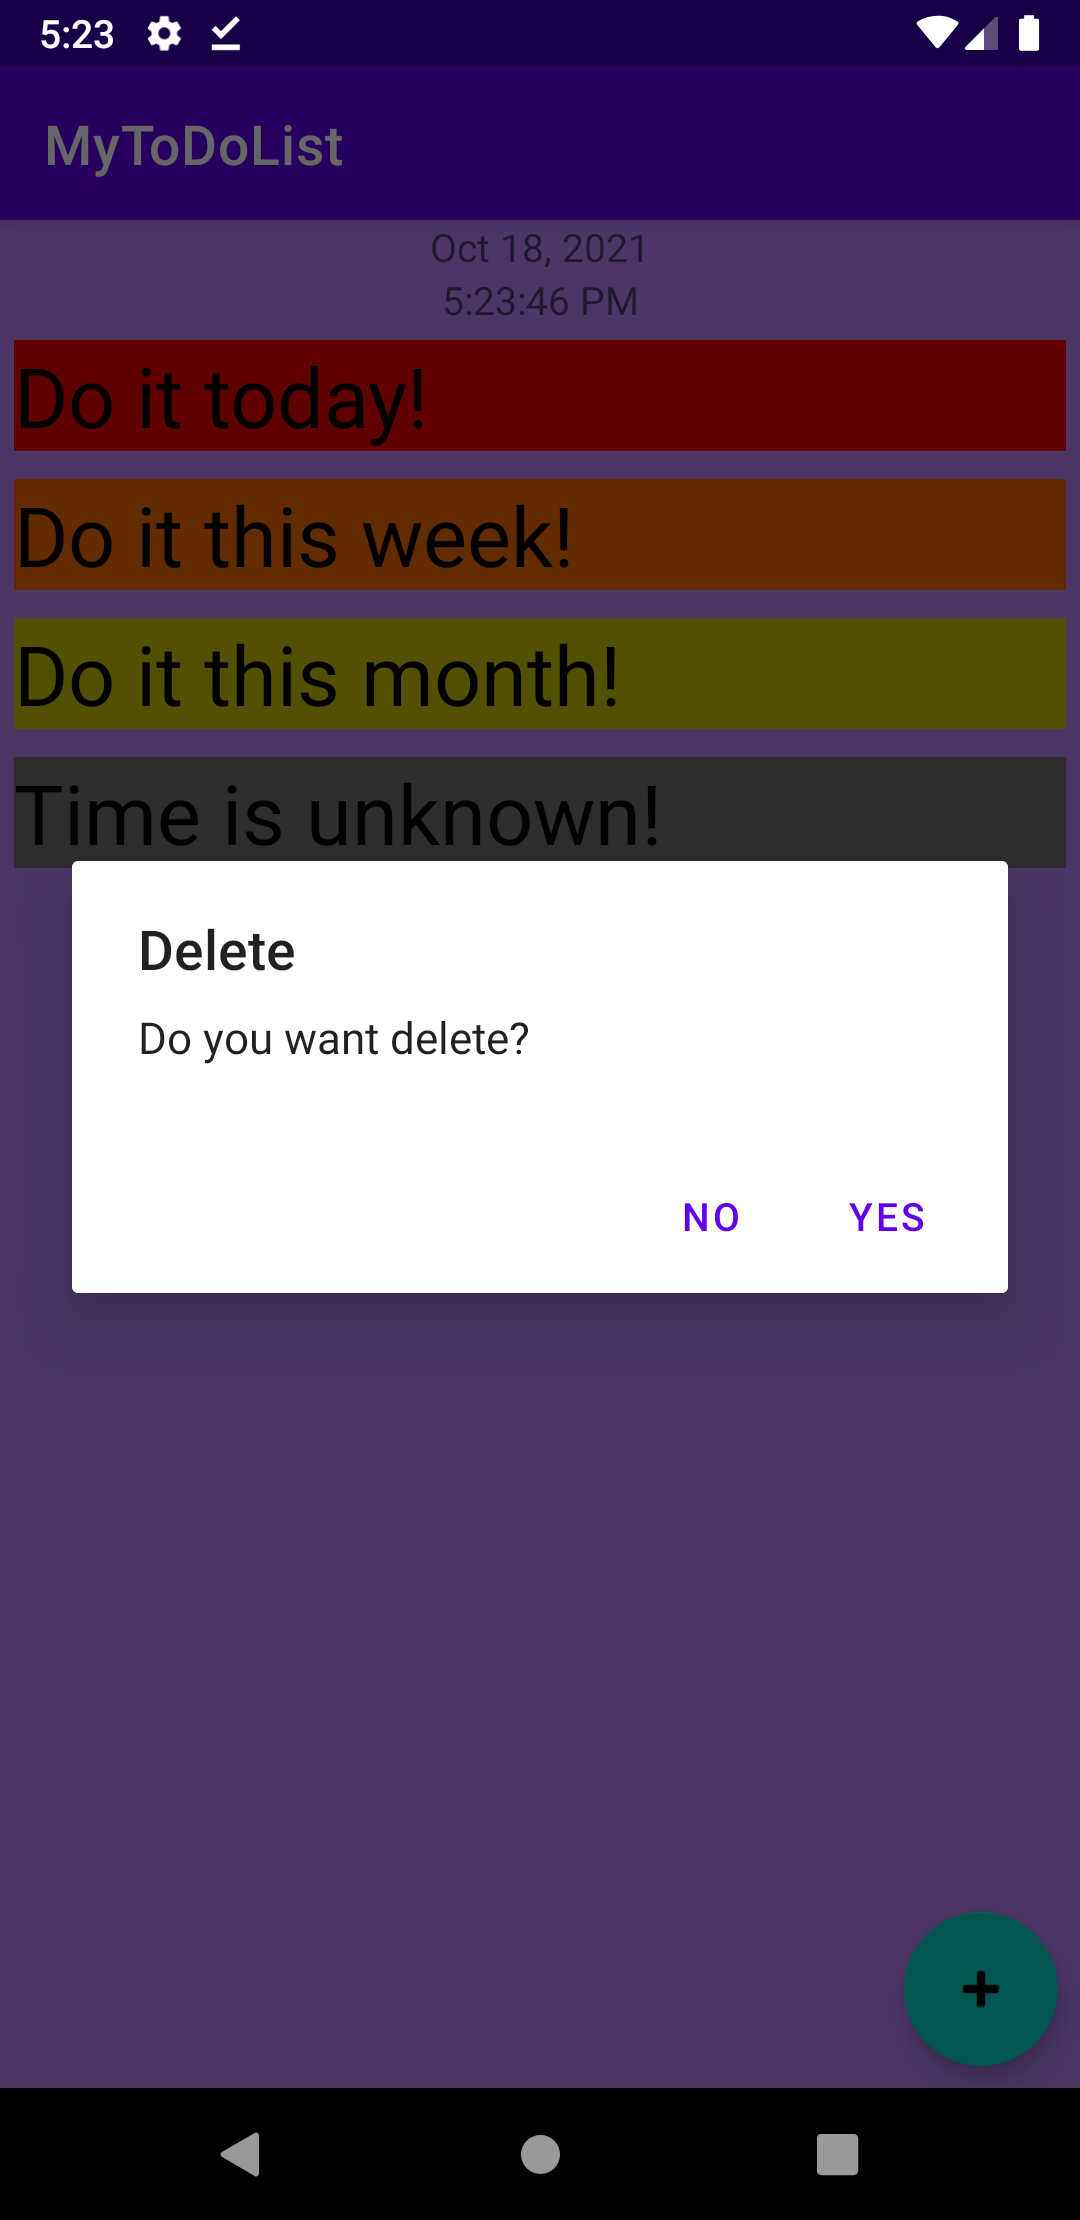 5:23
MyToDoList
Oct 18, 2021
5:23:46 PM
Do it today!
Do it this week!
Do it this month!
Time is unknown!
Delete
Do you want delete?
NO YES